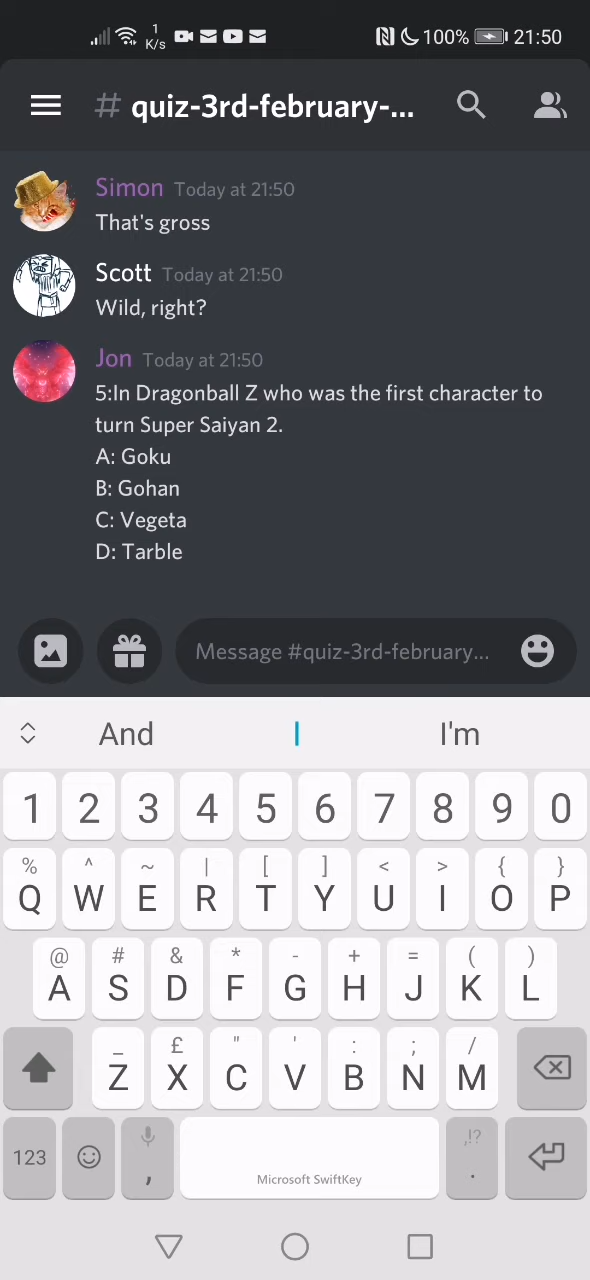 1 K/s 100% 21:50
# quiz-3rd-february-...
Simon Today at 21:50
That's gross
Scott Today at 21:50
Wild, right?
Jon Today at 21:50
5:In Dragonball Z who was the first character to
turn Super Saiyan 2.
A: Goku
B: Gohan
C: Vegeta
D: Tarble
Message #quiz-3rd-february...
And I I'm
1 2 3 4 5 6 7 8 9 0
% ^ ~ | [ ] < > { }
Q W E R T Y U I O P
@ # & * - + = ( )
A S D F G H J K L
_ £ " ' : ; /
Z X C V B N M
123 , Microsoft SwiftKey ,!? .